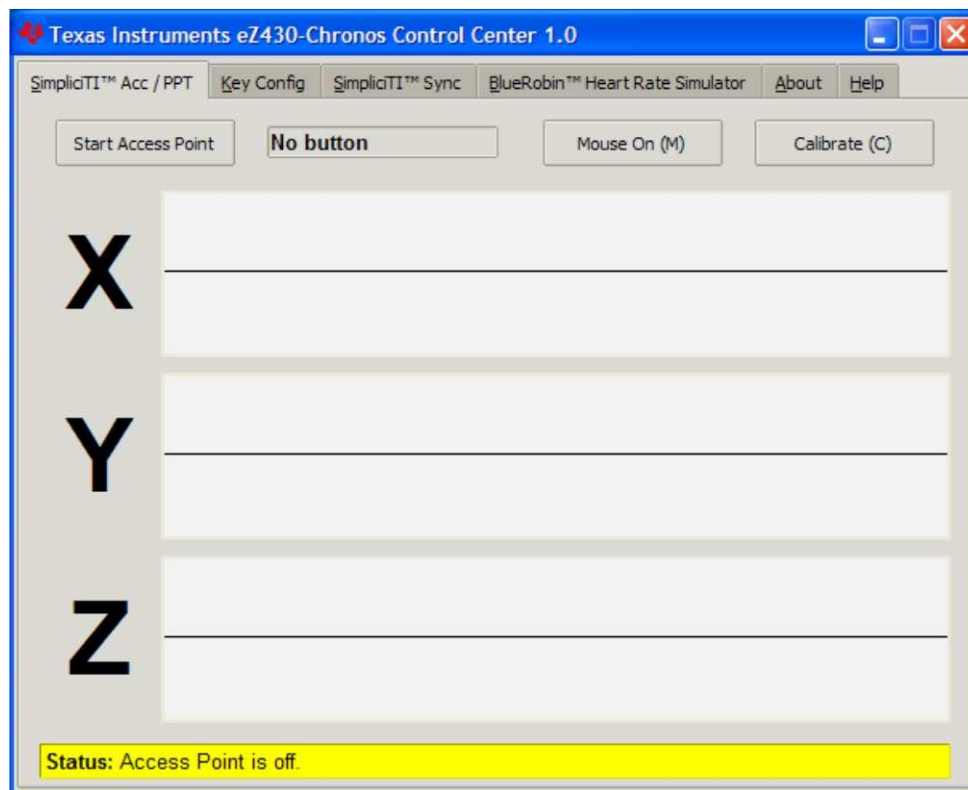 Texas Instruments eZ430-Chronos Control Center 1.0
SimpliciTI™ Acc / PPT Key Config SimpliciTI™ Sync BlueRobin™ Heart Rate Simulator About Help
Start Access Point No button Mouse On (M) Calibrate (C)
X
Y
Z
Status: Access Point is off.